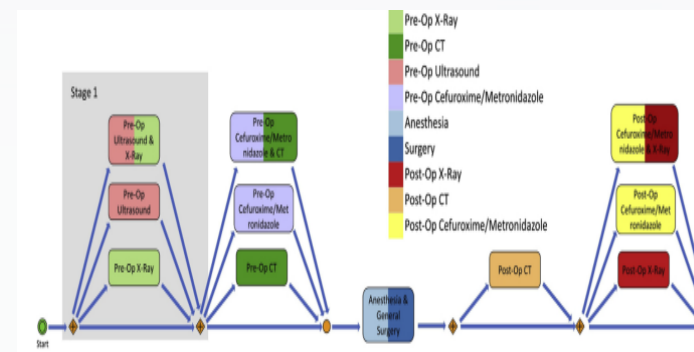 Pre-Op X-Ray
Pre-Op CT
Pre-Op Ultrasound
Pre-Op Cefuroxime/Metronidazole
Anesthesia
Surgery
Post-Op X-Ray
Post-Op CT
Post-Op Cefuroxime/Metronidazole
Stage 1
Pre-Op
Ultrasound &
X-Ray
Pre-Op
Ultrasound
Pre-Op X-Ray
Start
Pre-Op
Cefuroxime/Metro
nidazole & CT
Pre-Op
Cefuroxime/Met
ronidazole
Pre-Op CT
Anesthesia &
General
Surgery
Post-Op CT
Post-Op
Cefuroxime/Metro
nidazole & X-Ray
Post-Op
Cefuroxime/Met
ronidazole
Post-Op X-Ray